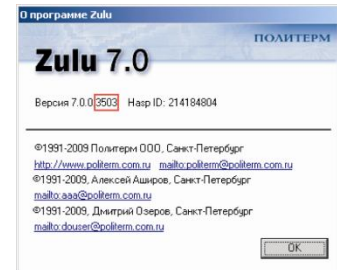 О программе Zulu
ПОЛИТЕРМ
Zulu 7.0
Версия 7.0.0.3503 Hasp ID: 214184804
©1991-2009 Политерм ООО, Санкт-Петербург
http://www.politerm.com.ru mailto:politerm@politerm.com.ru
©1991-2009, Алексей Аширов, Санкт-Петербург
mailto:aaa@politerm.com.ru
©1991-2009, Дмитрий Озеров, Санкт-Петербург
mailto:douser@politerm.com.ru
OK